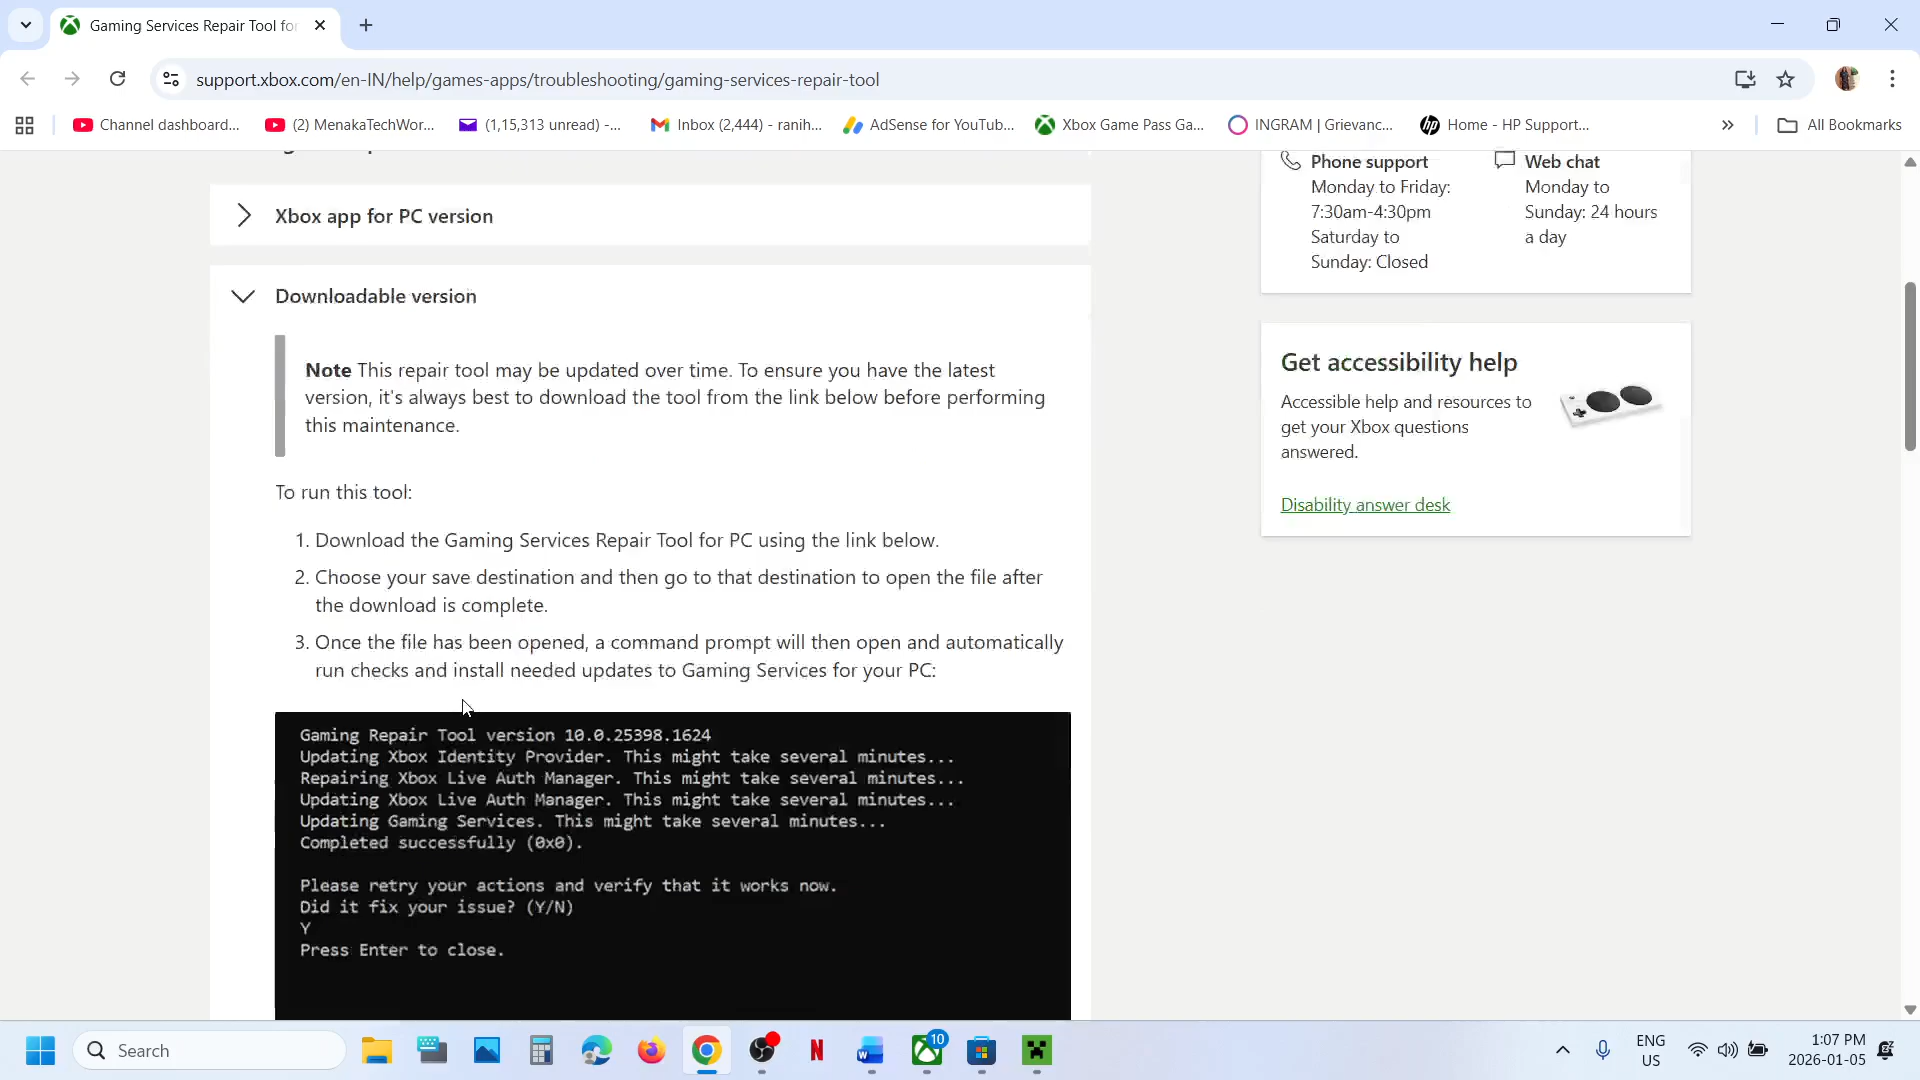 Gaming Services Repair Tool for
support.xbox.com/en-IN/help/games-apps/troubleshooting/gaming-services-repair-tool
Channel dashboard...
(2) MenakaTechWor...
(1,15,313 unread) -...
Inbox (2,444) - ranih...
AdSense for YouTub...
Xbox Game Pass Ga...
INGRAM | Grievanc...
Home - HP Support...
All Bookmarks
Xbox app for PC version
Downloadable version
Note This repair tool may be updated over time. To ensure you have the latest
version, it's always best to download the tool from the link below before performing
this maintenance.
To run this tool:
1. Download the Gaming Services Repair Tool for PC using the link below.
2. Choose your save destination and then go to that destination to open the file after
the download is complete.
3. Once the file has been opened, a command prompt will then open and automatically
run checks and install needed updates to Gaming Services for your PC:
Gaming Repair Tool version 10.0.25398.1624
Updating Xbox Identity Provider. This might take several minutes...
Repairing Xbox Live Auth Manager. This might take several minutes...
Updating Xbox Live Auth Manager. This might take several minutes...
Updating Gaming Services. This might take several minutes...
Completed successfully (0x0).
Please retry your actions and verify that it works now.
Did it fix your issue? (Y/N)
Y
Press Enter to close.
Phone support
Monday to Friday:
7:30am-4:30pm
Saturday to
Sunday: Closed
Web chat
Monday to
Sunday: 24 hours
a day
Get accessibility help
Accessible help and resources to
get your Xbox questions
answered.
Disability answer desk
Search
10
ENG
US
1:07 PM
2026-01-05